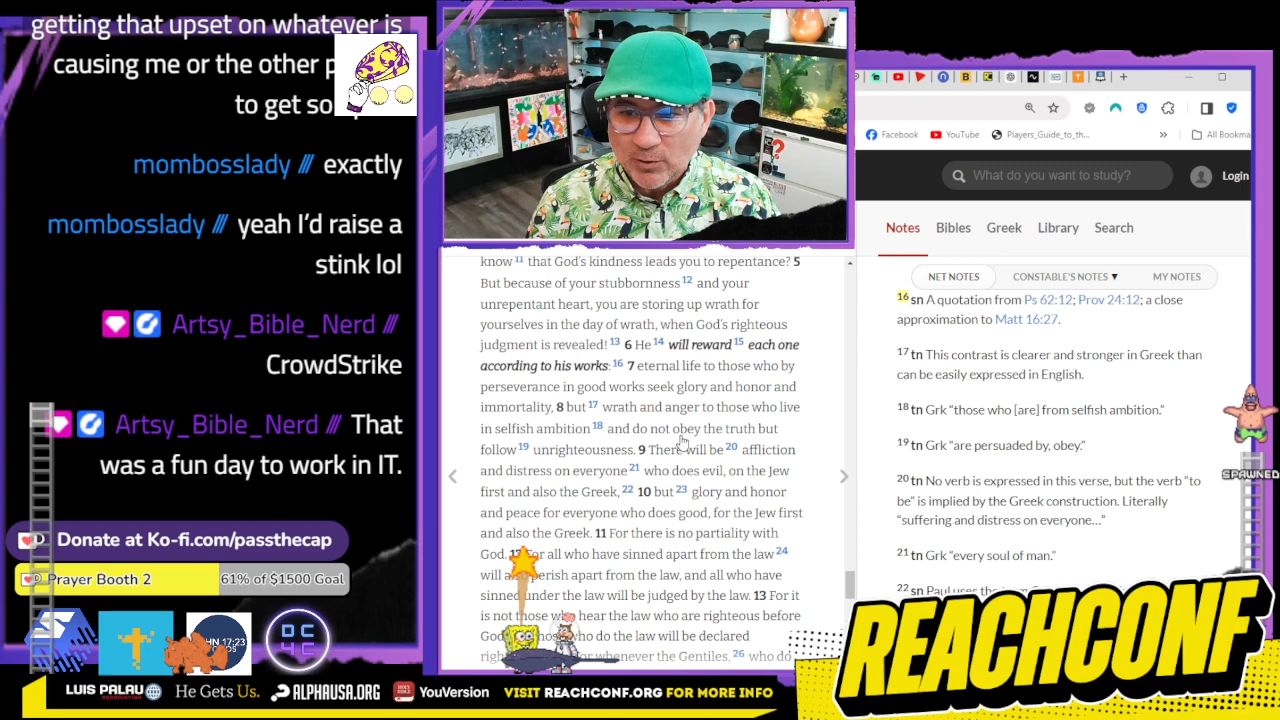 getting that upset on whatever is
causing me or the other p
to get so
mombosslady /// exactly
mombosslady /// yeah I'd raise a
stink lol
Artsy_Bible_Nerd ///
CrowdStrike
Artsy_Bible_Nerd /// That
was a fun day to work in IT.
Donate at Ko-fi.com/passthecap
Prayer Booth 2
61% of $1500 Goal
HN 17:23
know 11 that God's kindness leads you to repentance? 5
But because of your stubbornness 12 and your
unrepentant heart, you are storing up wrath for
yourselves in the day of wrath, when God's righteous
judgment is revealed! 13 6 He 14 will reward 15 each one
according to his works: 16 7 eternal life to those who by
perseverance in good works seek glory and honor and
immortality, 8 but 17 wrath and anger to those who live
in selfish ambition 18 and do not obey the truth but
follow 19 unrighteousness. 9 There will be 20 affliction
and distress on everyone 21 who does evil, on the Jew
first and also the Greek, 22 10 but 23 glory and honor
and peace for everyone who does good, for the Jew first
and also the Greek. 11 For there is no partiality with
God. For all who have sinned apart from the law 24
will also perish apart from the law, and all who have
sinned under the law will be judged by the law. 13 For it
is not those who hear the law who are righteous before
God who do the law will be declared
whenever the Gentiles, 26 who do
Facebook
YouTube
Players_Guide_to_th...
»
All Bookma
What do you want to study?
Login
Notes Bibles Greek Library Search
NET NOTES CONSTABLE'S NOTES ▼ MY NOTES
16 sn A quotation from Ps 62:12; Prov 24:12; a close
approximation to Matt 16:27.
17 tn This contrast is clearer and stronger in Greek than
can be easily expressed in English.
18 tn Grk "those who [are] from selfish ambition."
19 tn Grk "are persuaded by, obey."
20 tn No verb is expressed in this verse, but the verb "to
be" is implied by the Greek construction. Literally
"suffering and distress on everyone…"
21 tn Grk "every soul of man."
22 sn Paul uses the
SPAWNED
REACHCONF
LUIS PALAU
He Gets Us.
ALPHAUSA.ORG
HOLY BIBLE
YouVersion
VISIT REACHCONF.ORG FOR MORE INFO